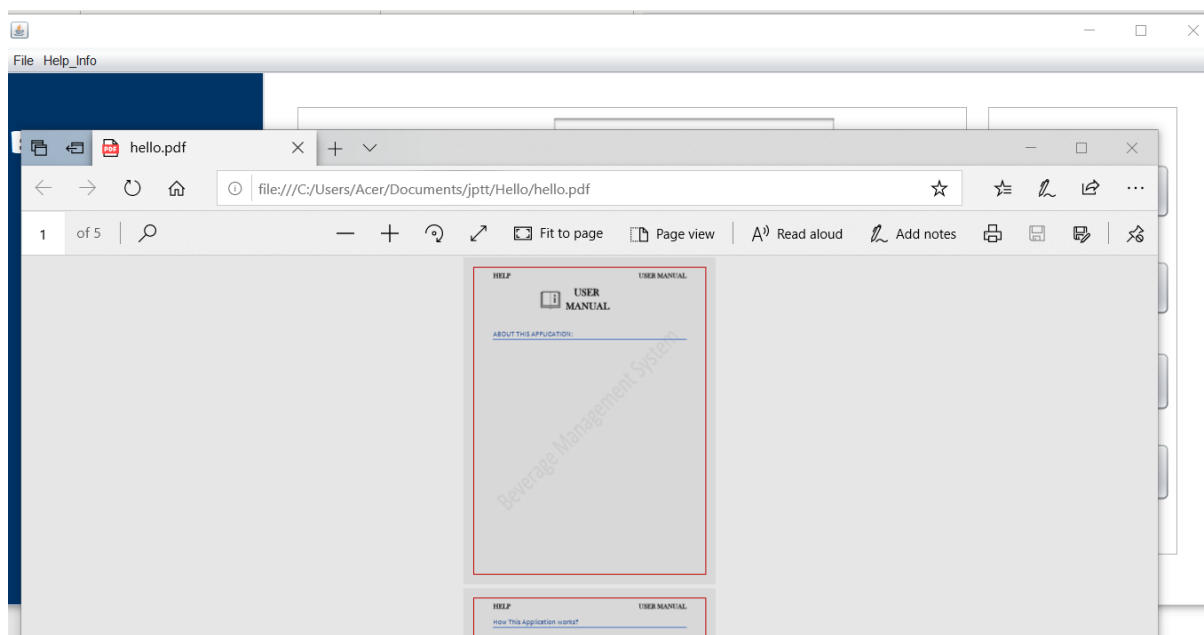 File Help_Info
hello.pdf
file:///C:/Users/Acer/Documents/jptt/Hello/hello.pdf
1 of 5 Fit to page Page view A)) Read aloud Add notes
HELP USER MANUAL
USER
MANUAL
ABOUT THIS APPLICATION:
Beverage Management System
HELP USER MANUAL
How This Application works?